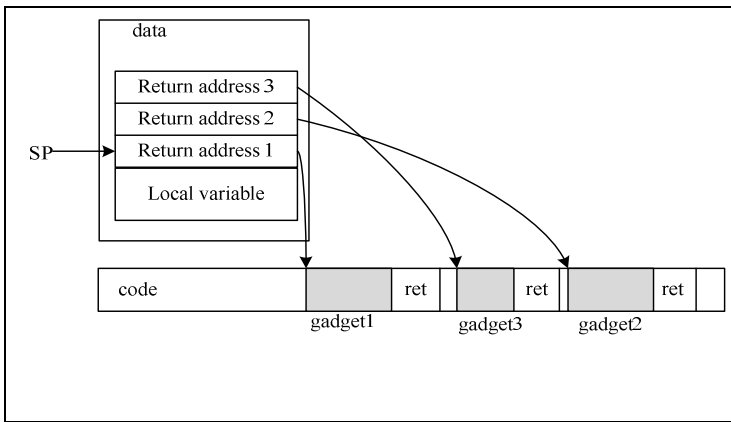 data
Return address 3
Return address 2
Return address 1
SP
Local variable
code
ret
ret
ret
gadget1
gadget3
gadget2